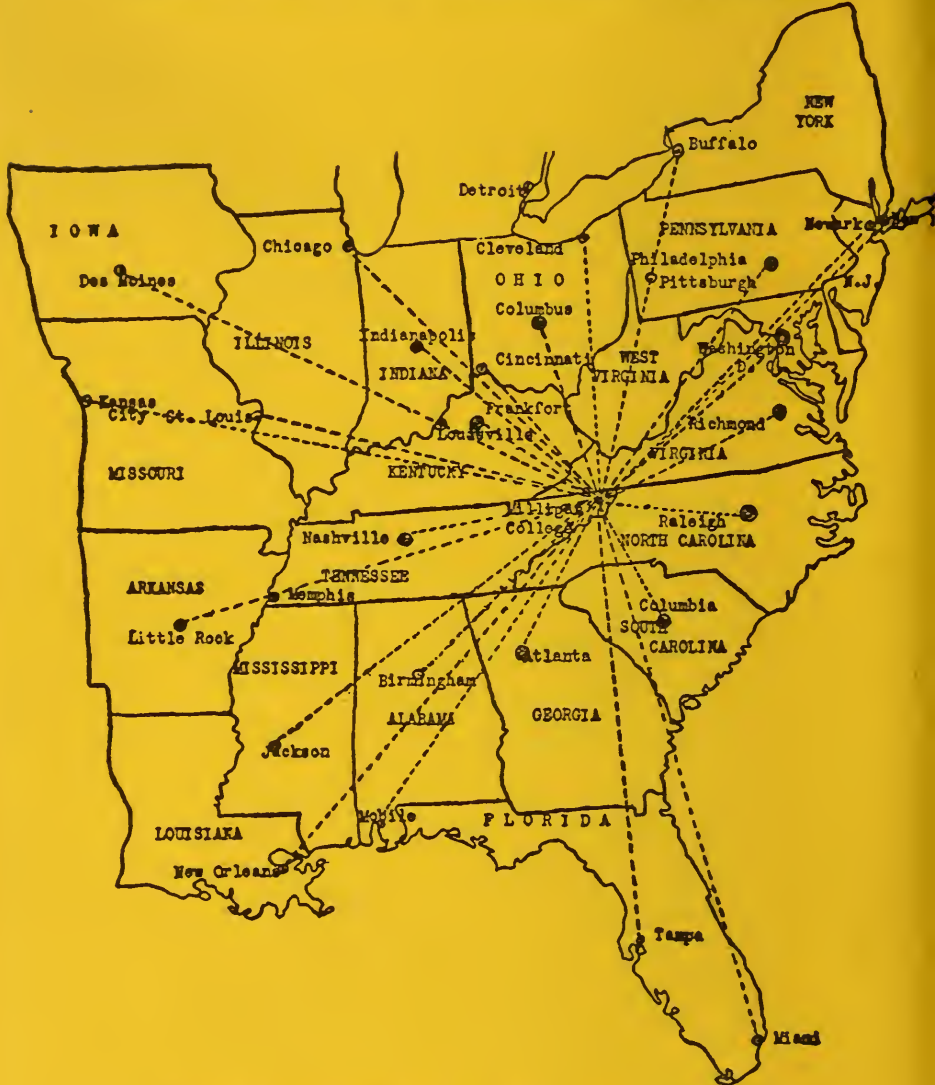 NEW
YORK
Buffalo
Detroit
IOWA
Chicago
Cleveland
PENNSYLVANIA
Newark
New
Des Moines
OHIO
Philadelphia
Pittsburgh
N.J.
Columbus
ILLINOIS
Indianapolis
Washington
D. C.
INDIANA
Cincinnati
WEST
VIRGINIA
Kansas
City
St. Louis
Frankfort
Louisville
Richmond
VIRGINIA
MISSOURI
KENTUCKY
College
Raleigh
NORTH CAROLINA
Nashville
TENNESSEE
ARKANSAS
Memphis
Columbia
Little Rock
SOUTH
CAROLINA
MISSISSIPPI
Birmingham
Atlanta
ALABAMA
GEORGIA
Jackson
Mobile
FLORIDA
LOUISIANA
New Orleans
Tampa
Miami